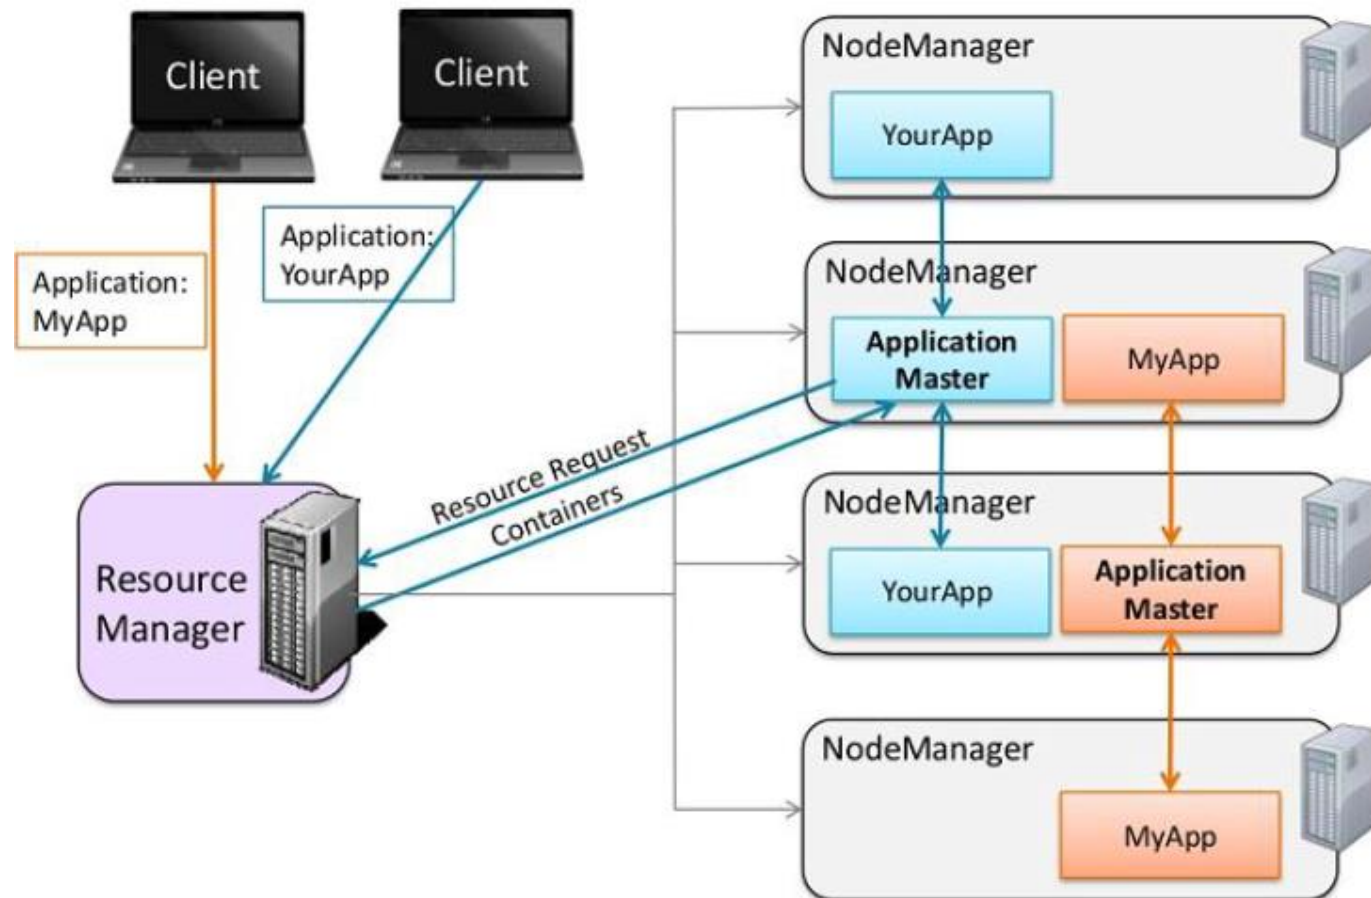 Client
Client
Application:
MyApp
Application:
YourApp
Resource
Manager
Resource Request
Containers
NodeManager
YourApp
NodeManager
Application
Master
MyApp
NodeManager
YourApp
Application
Master
NodeManager
MyApp